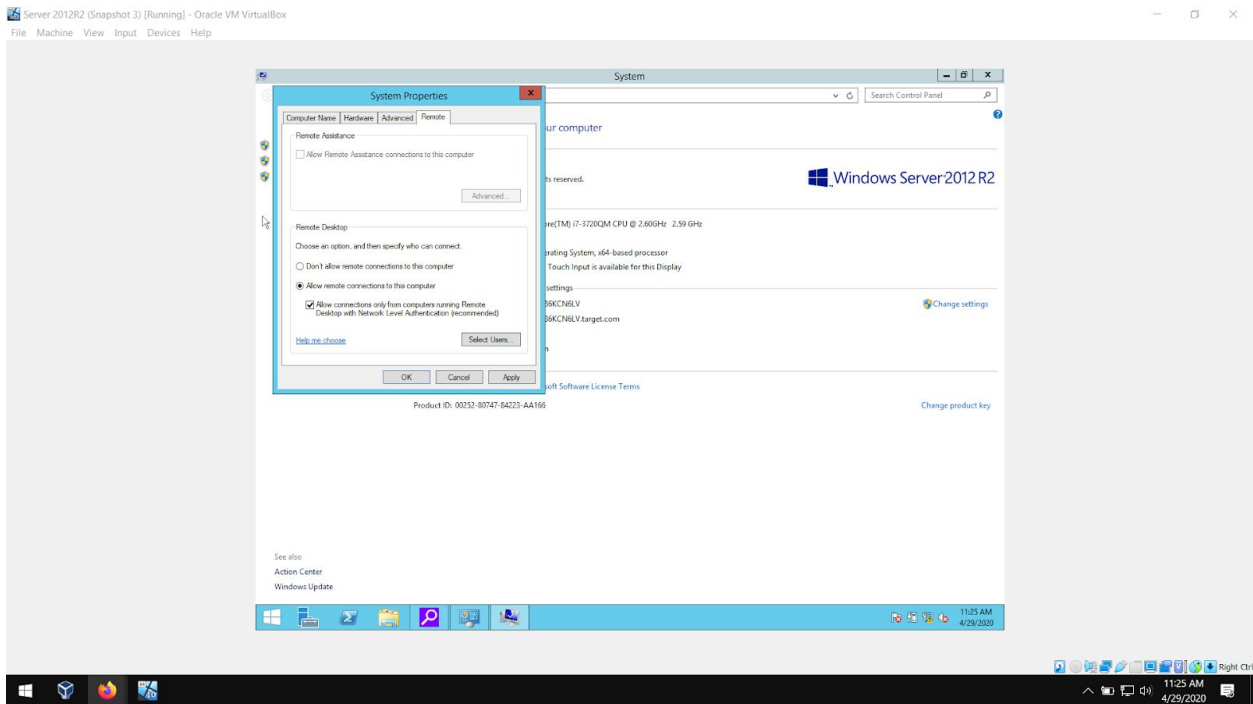 Server 2012R2 (Snapshot 3) [Running] - Oracle VM VirtualBox
File Machine View Input Devices Help
System
System Properties
Search Control Panel
Computer Name Hardware Advanced Remote
Remote Assistance
Allow Remote Assistance connections to this computer
Advanced...
Remote Desktop
Choose an option, and then specify who can connect.
Don't allow remote connections to this computer
Allow remote connections to this computer
Allow connections only from computers running Remote
Desktop with Network Level Authentication (recommended)
Help me choose
Select Users...
OK Cancel Apply
ur computer
ts reserved.
Windows Server 2012 R2
ore(TM) i7-3720QM CPU @ 2.60GHz 2.59 GHz
erating System, x64-based processor
Touch Input is available for this Display
settings
86KCN6LV
Change settings
86KCN6LV.target.com
n
soft Software License Terms
Product ID: 00252-80747-84223-AA166
Change product key
See also
Action Center
Windows Update
11:25 AM
4/29/2020
Right Ctrl
11:25 AM
4/29/2020